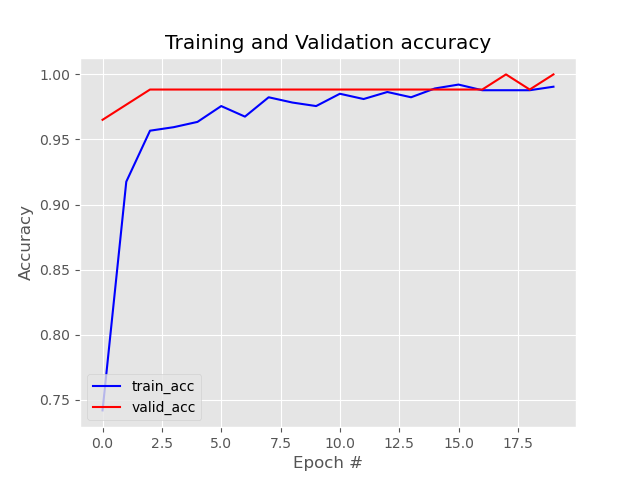 Training and Validation accuracy
1.00
0.95
0.90
0.85
0.80
0.75
Accuracy
train_acc
valid_acc
0.0 2.5 5.0 7.5 10.0 12.5 15.0 17.5
Epoch #